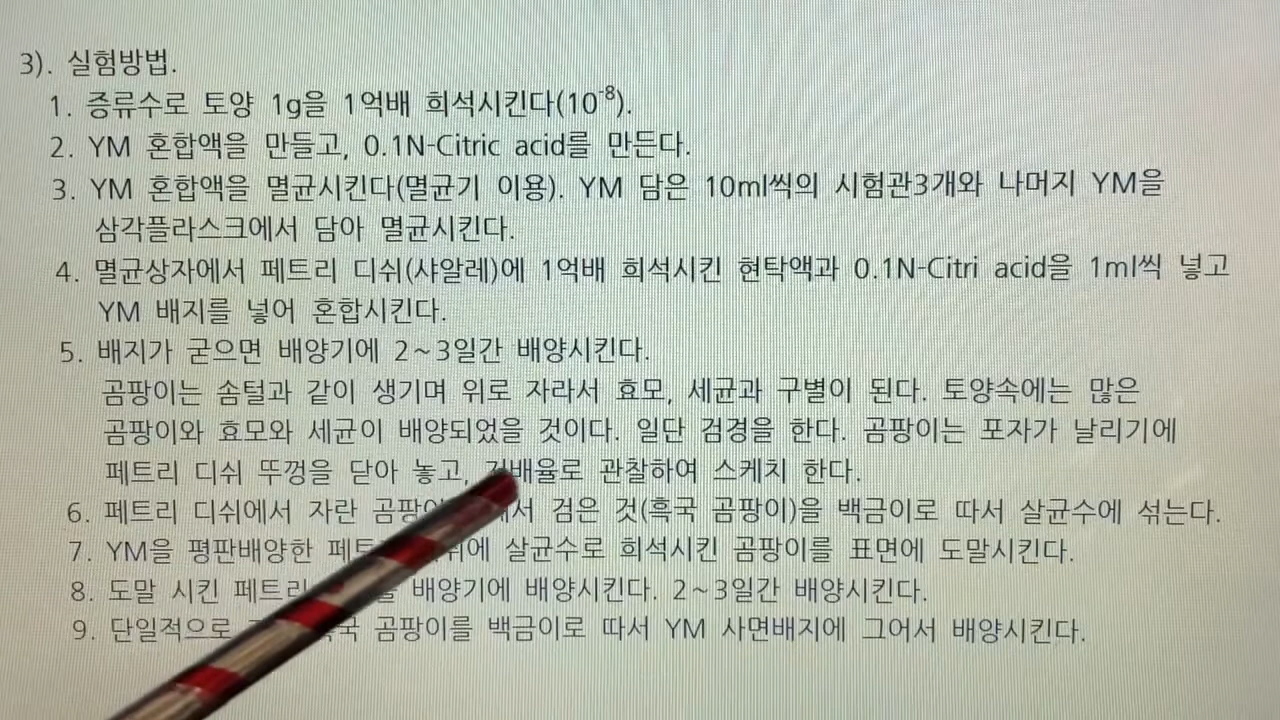 3). 실험방법.
1. 증류수로 토양 1g을 1억배 희석시킨다(10⁻⁸).
2. YM 혼합액을 만들고, 0.1N-Citric acid를 만든다.
3. YM 혼합액을 멸균시킨다(멸균기 이용). YM 담은 10ml씩의 시험관3개와 나머지 YM을
삼각플라스크에서 담아 멸균시킨다.
4. 멸균상자에서 페트리 디쉬(샤알레)에 1억배 희석시킨 현탁액과 0.1N-Citri acid을 1ml씩 넣고
YM 배지를 넣어 혼합시킨다.
5. 배지가 굳으면 배양기에 2~3일간 배양시킨다.
곰팡이는 솜털과 같이 생기며 위로 자라서 효모, 세균과 구별이 된다. 토양속에는 많은
곰팡이와 효모와 세균이 배양되었을 것이다. 일단 검경을 한다. 곰팡이는 포자가 날리기에
페트리 디쉬 뚜껑을 닫아 놓고, 관찰하여 스케치 한다.
6. 페트리 디쉬에서 자란 검은 것(흑국 곰팡이)을 백금이로 따서 살균수에 섞는다.
7. YM을 평판배양한 살균수로 희석시킨 곰팡이를 표면에 도말시킨다.
8. 도말 시킨 배양기에 배양시킨다. 2~3일간 배양시킨다.
9. 단일적으로 곰팡이를 백금이로 따서 YM 사면배지에 그어서 배양시킨다.